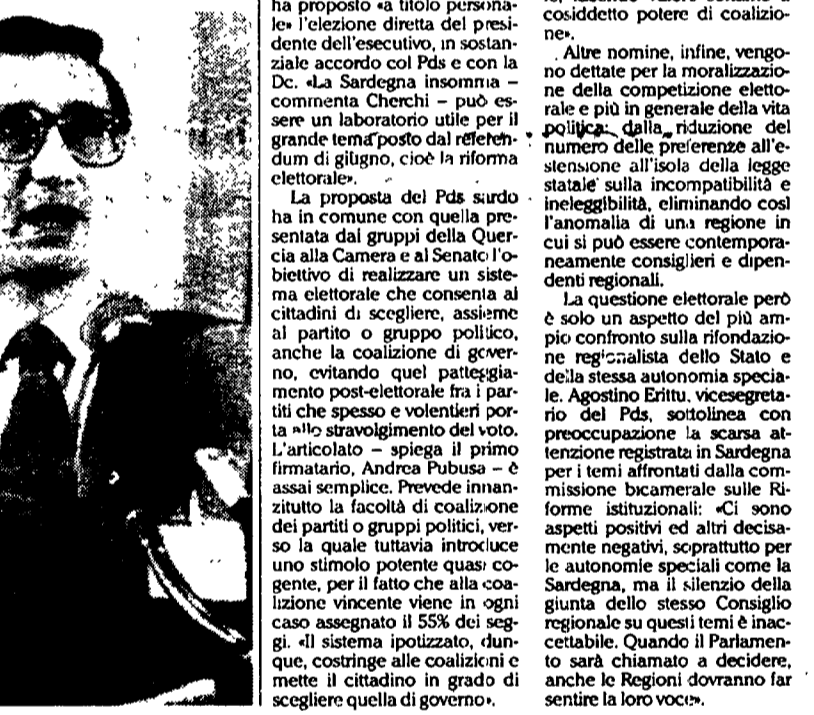 ha proposto «a titolo persona-
le» l'elezione diretta del presi-
dente dell'esecutivo, in sostan-
ziale accordo col Pds e con la
Dc. «La Sardegna insomma –
commenta Cherchi – può es-
sere un laboratorio utile per il
grande tema posto dal referen-
dum di giugno, cioè la riforma
elettorale».
La proposta del Pds sardo
ha in comune con quella pre-
sentata dai gruppi della Quer-
cia alla Camera e al Senato l'o-
biettivo di realizzare un siste-
ma elettorale che consenta ai
cittadini di scegliere, assieme
al partito o gruppo politico,
anche la coalizione di gover-
no, evitando quel patteggia-
mento post-elettorale fra i par-
titi che spesso e volentieri por-
ta allo stravolgimento del voto.
L'articolato – spiega il primo
firmatario, Andrea Pubusa – è
assai semplice. Prevede innan-
zitutto la facoltà di coalizione
dei partiti o gruppi politici, ver-
so la quale tuttavia introduce
uno stimolo potente quasi co-
gente, per il fatto che alla coa-
lizione vincente viene in ogni
caso assegnato il 55% dei seg-
gi. «Il sistema ipotizzato, dun-
que, costringe alle coalizioni e
mette il cittadino in grado di
scegliere quella di governo».
cosiddetto potere di coalizio-
ne».
Altre nomine, infine, vengo-
no dettate per la moralizzazio-
ne della competizione eletto-
rale e più in generale della vita
politica: dalla riduzione del
numero delle preferenze all'e-
stensione all'isola della legge
statale sulla incompatibilità e
ineleggibilità, eliminando così
l'anomalia di una regione in
cui si può essere contempora-
neamente consiglieri e dipen-
denti regionali.
La questione elettorale però
è solo un aspetto del più am-
pio confronto sulla rifondazio-
ne regionalista dello Stato e
della stessa autonomia specia-
le. Agostino Erittu, vicesegreta-
rio del Pds, sottolinea con
preoccupazione la scarsa at-
tenzione registrata in Sardegna
per i temi affrontati dalla com-
missione bicamerale sulle Ri-
forme istituzionali: «Ci sono
aspetti positivi ed altri decisa-
mente negativi, soprattutto per
le autonomie speciali come la
Sardegna, ma il silenzio della
giunta dello stesso Consiglio
regionale su questi temi è inac-
cettabile. Quando il Parlamen-
to sarà chiamato a decidere,
anche le Regioni dovranno far
sentire la loro voce».